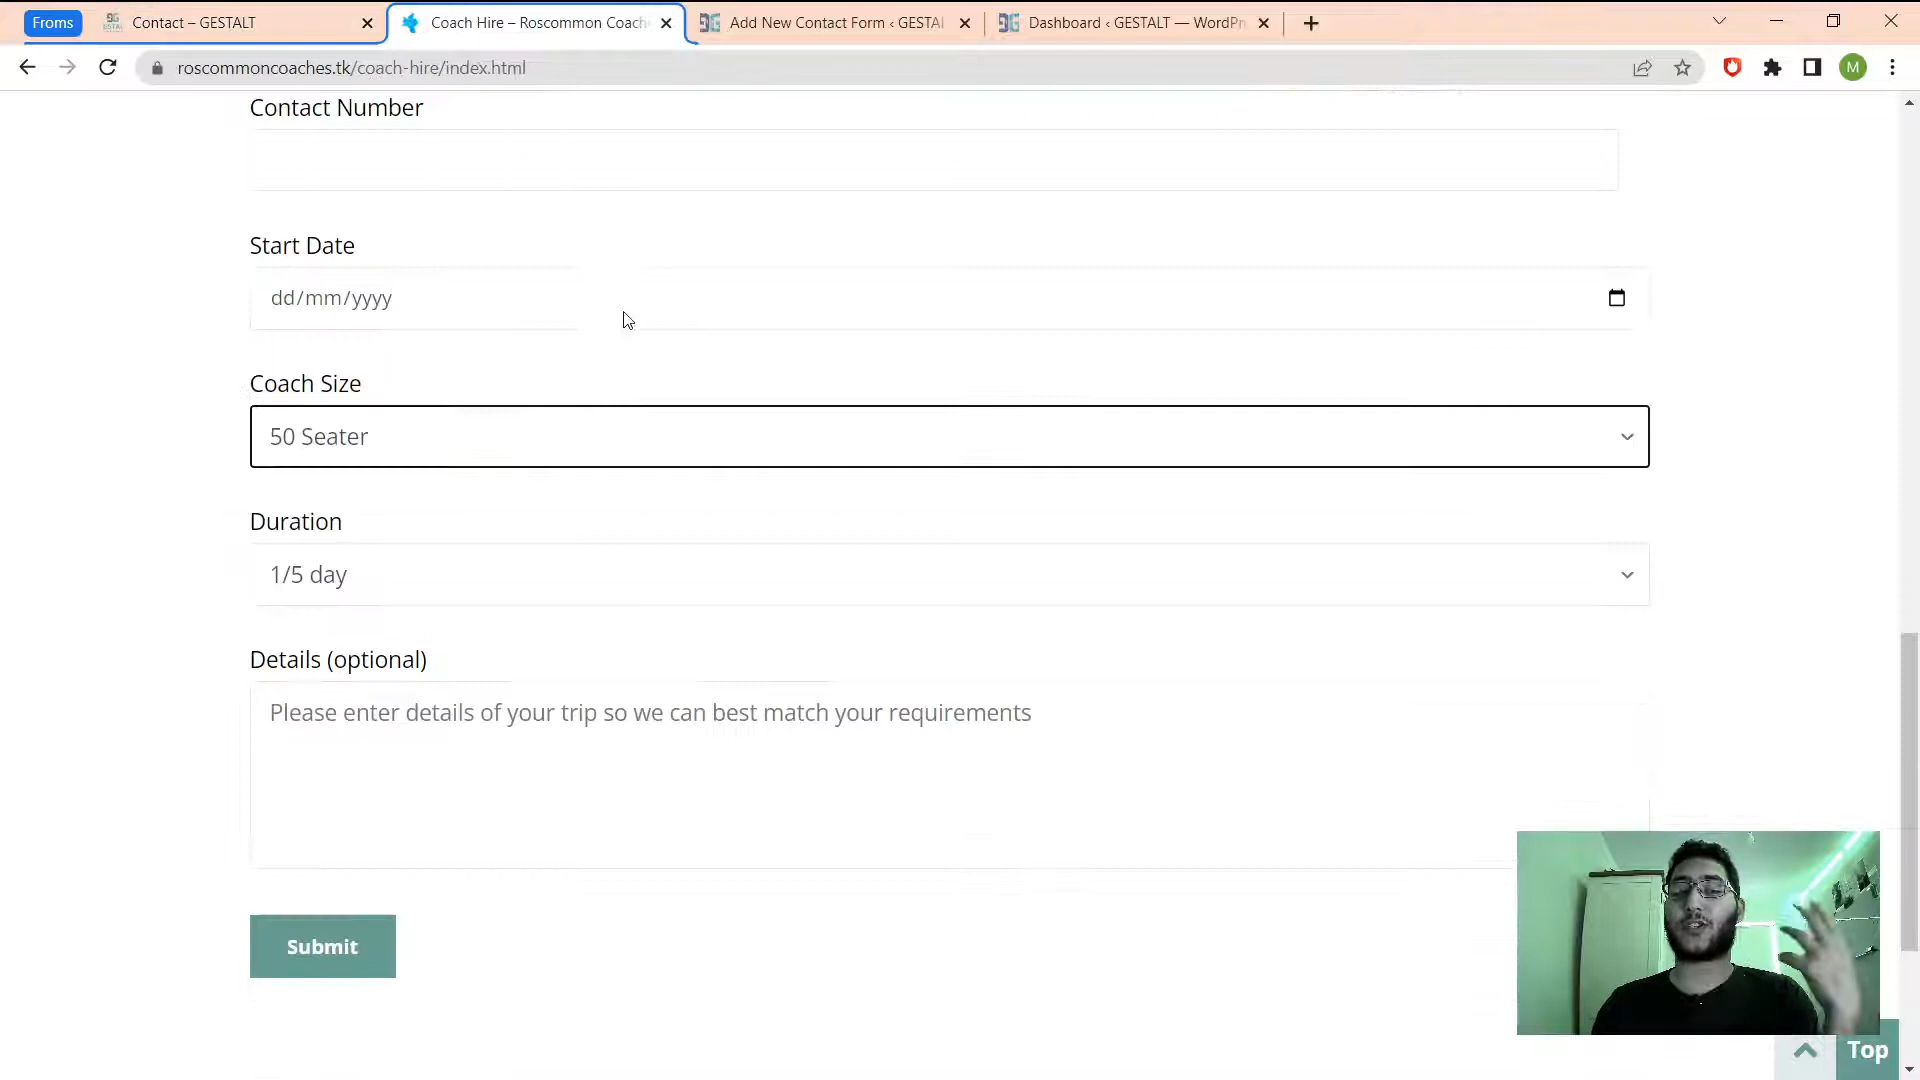 Froms
Contact – GESTALT
Coach Hire – Roscommon Coach
Add New Contact Form ‹ GESTAL
Dashboard ‹ GESTALT — WordPr
roscommoncoaches.tk/coach-hire/index.html
M
Contact Number
Start Date
dd/mm/yyyy
Coach Size
50 Seater
Duration
1/5 day
Details (optional)
Please enter details of your trip so we can best match your requirements
Submit
Top